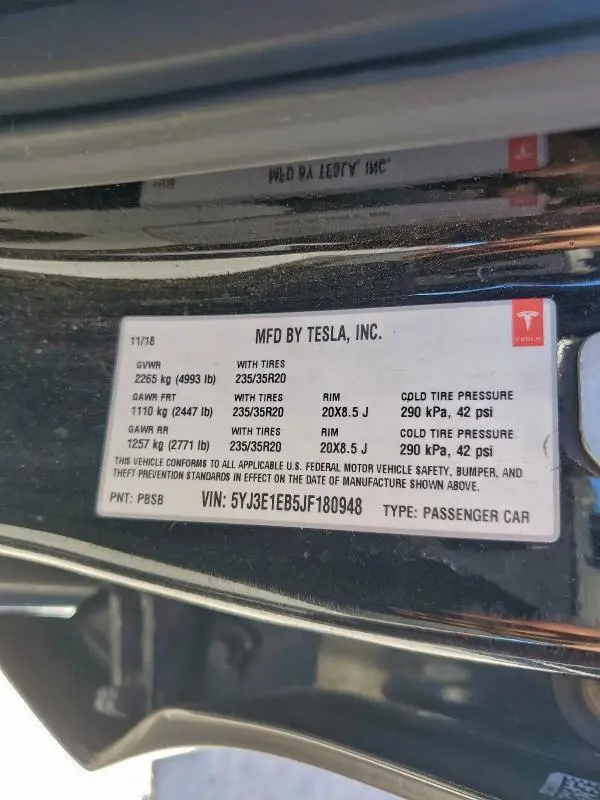 MFD BY TESLA, INC.
11/18 MFD BY TESLA, INC.
TESLA
GVWR WITH TIRES
2265 kg (4993 lb) 235/35R20
GAWR FRT WITH TIRES RIM COLD TIRE PRESSURE
1110 kg (2447 lb) 235/35R20 20X8.5 J 290 kPa, 42 psi
GAWR RR WITH TIRES RIM COLD TIRE PRESSURE
1257 kg (2771 lb) 235/35R20 20X8.5 J 290 kPa, 42 psi
THIS VEHICLE CONFORMS TO ALL APPLICABLE U.S. FEDERAL MOTOR VEHICLE SAFETY, BUMPER, AND
THEFT PREVENTION STANDARDS IN EFFECT ON THE DATE OF MANUFACTURE SHOWN ABOVE.
PNT: PBSB VIN: 5YJ3E1EB5JF180948 TYPE: PASSENGER CAR